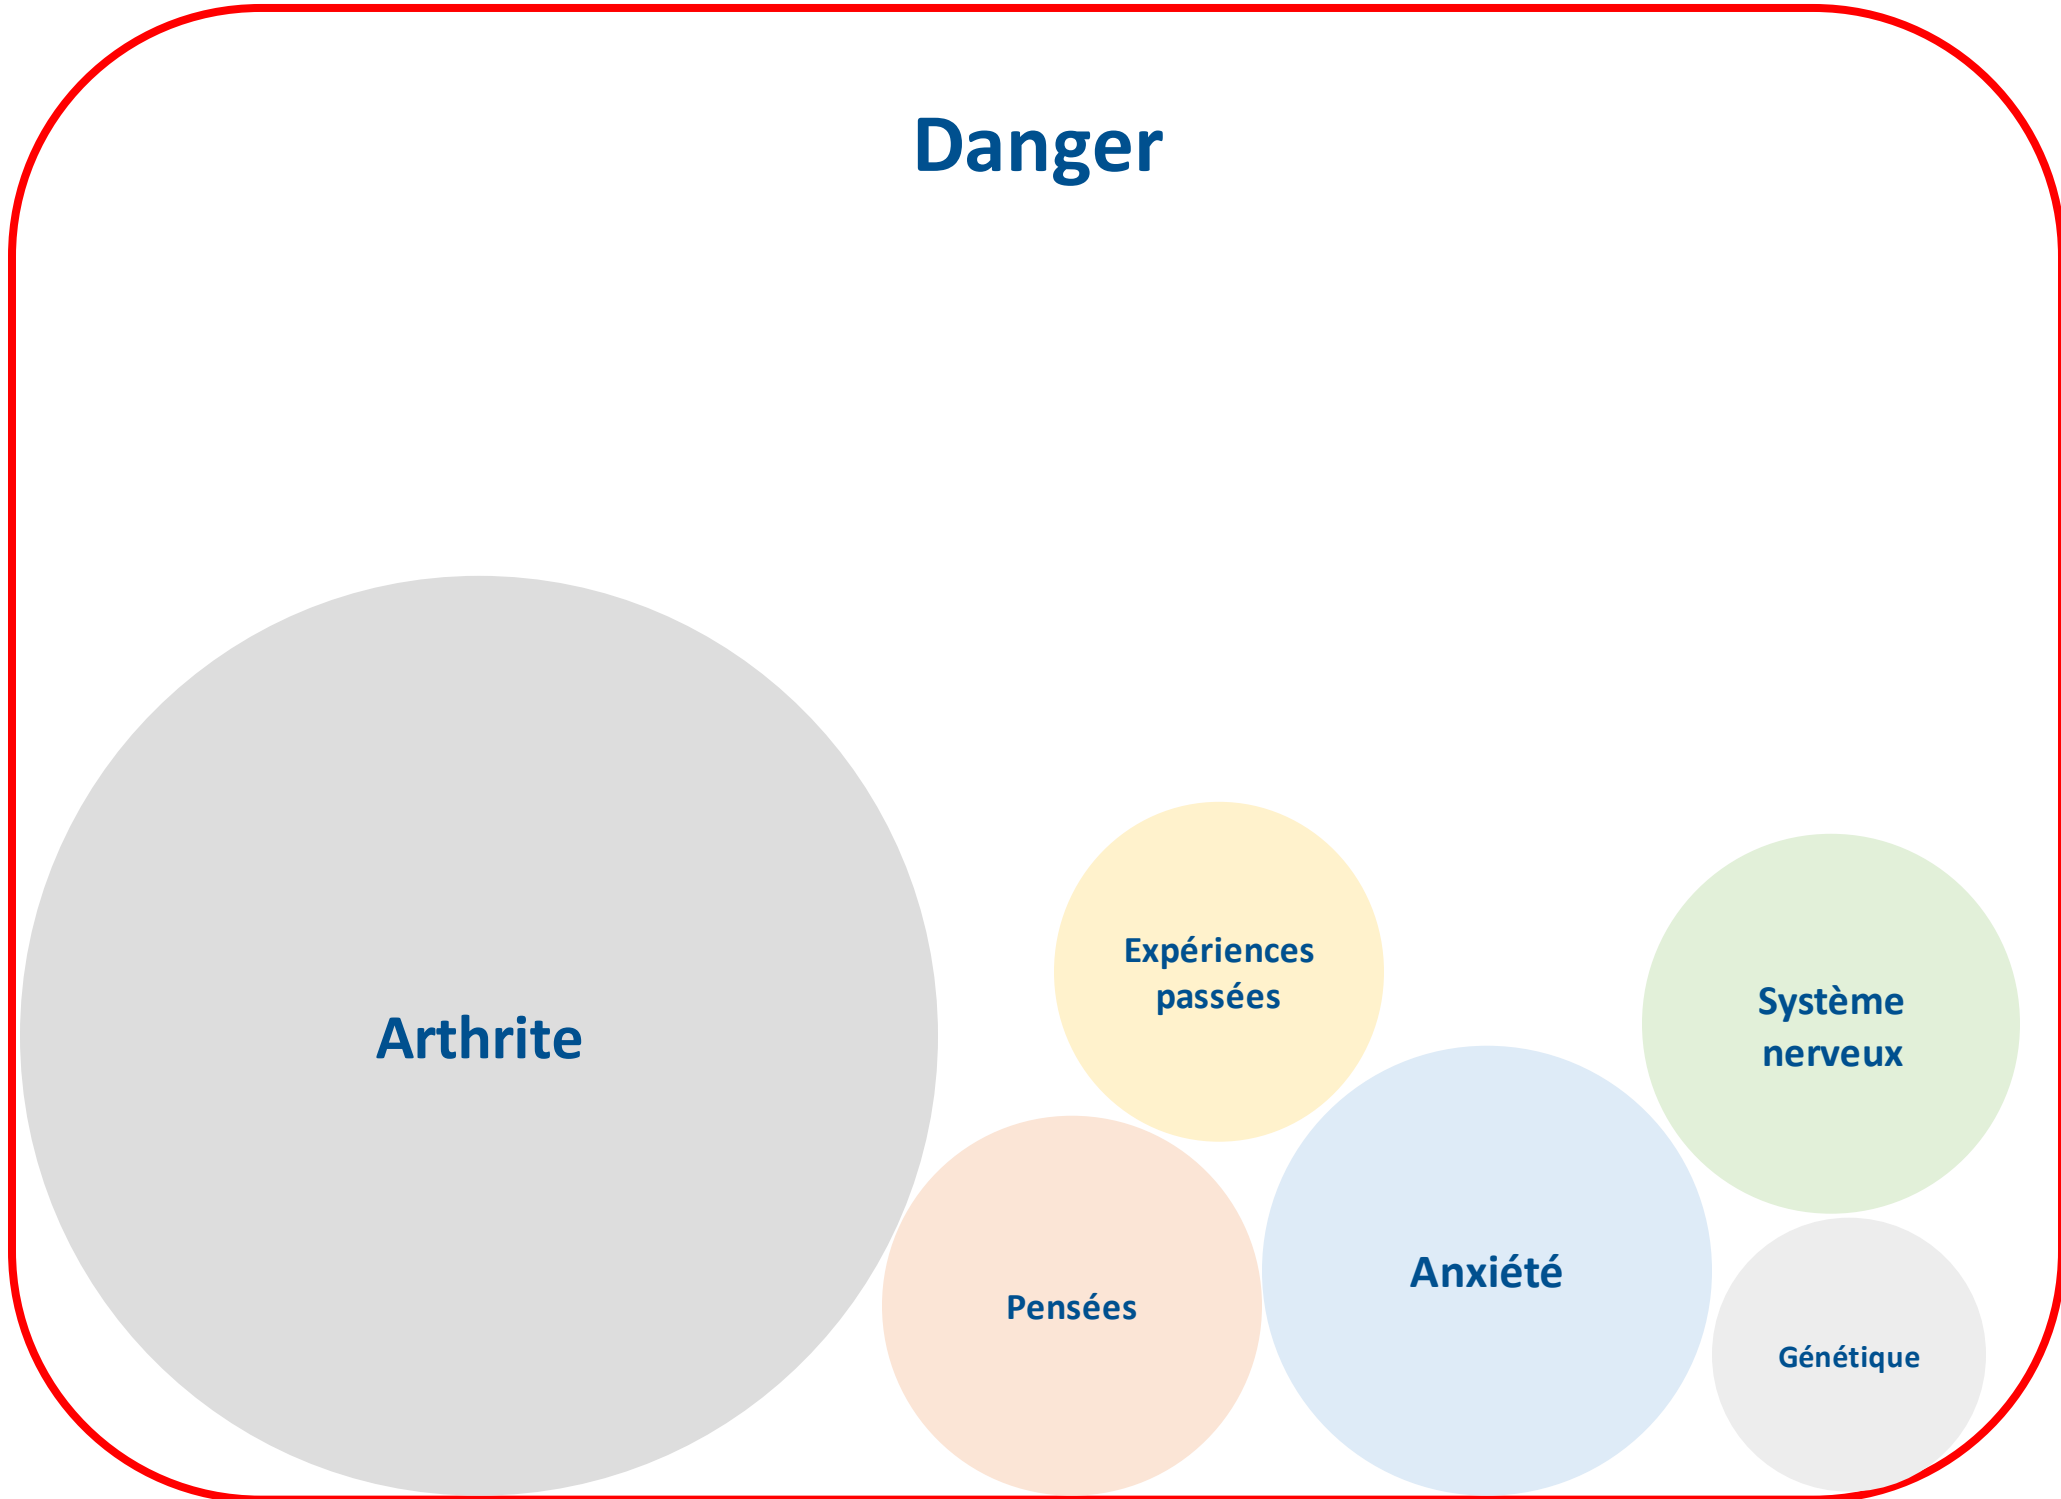 Danger
Arthrite
Expériences
passées
Système
nerveux
Pensées
Anxiété
Génétique